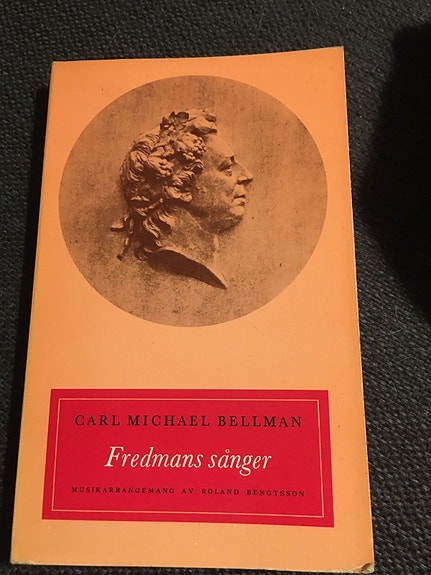 CARL MICHAEL BELLMAN
Fredmans sånger
MUSIKARRANGEMANG AV ROLAND BENGTSSON